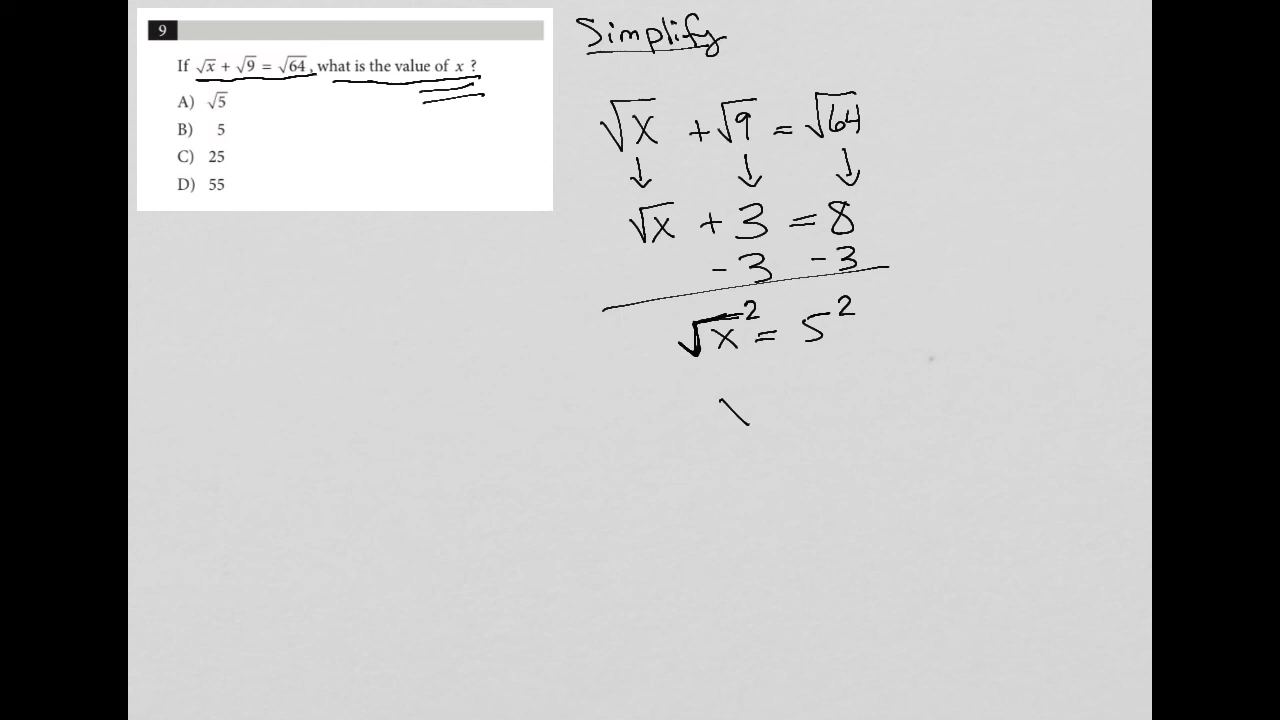 9
If √x + √9 = √64, what is the value of x ?
A) √5
B) 5
C) 25
D) 55
Simplify
√x + √9 = √64
√x + 3 = 8
- 3 - 3
√x² = 5²